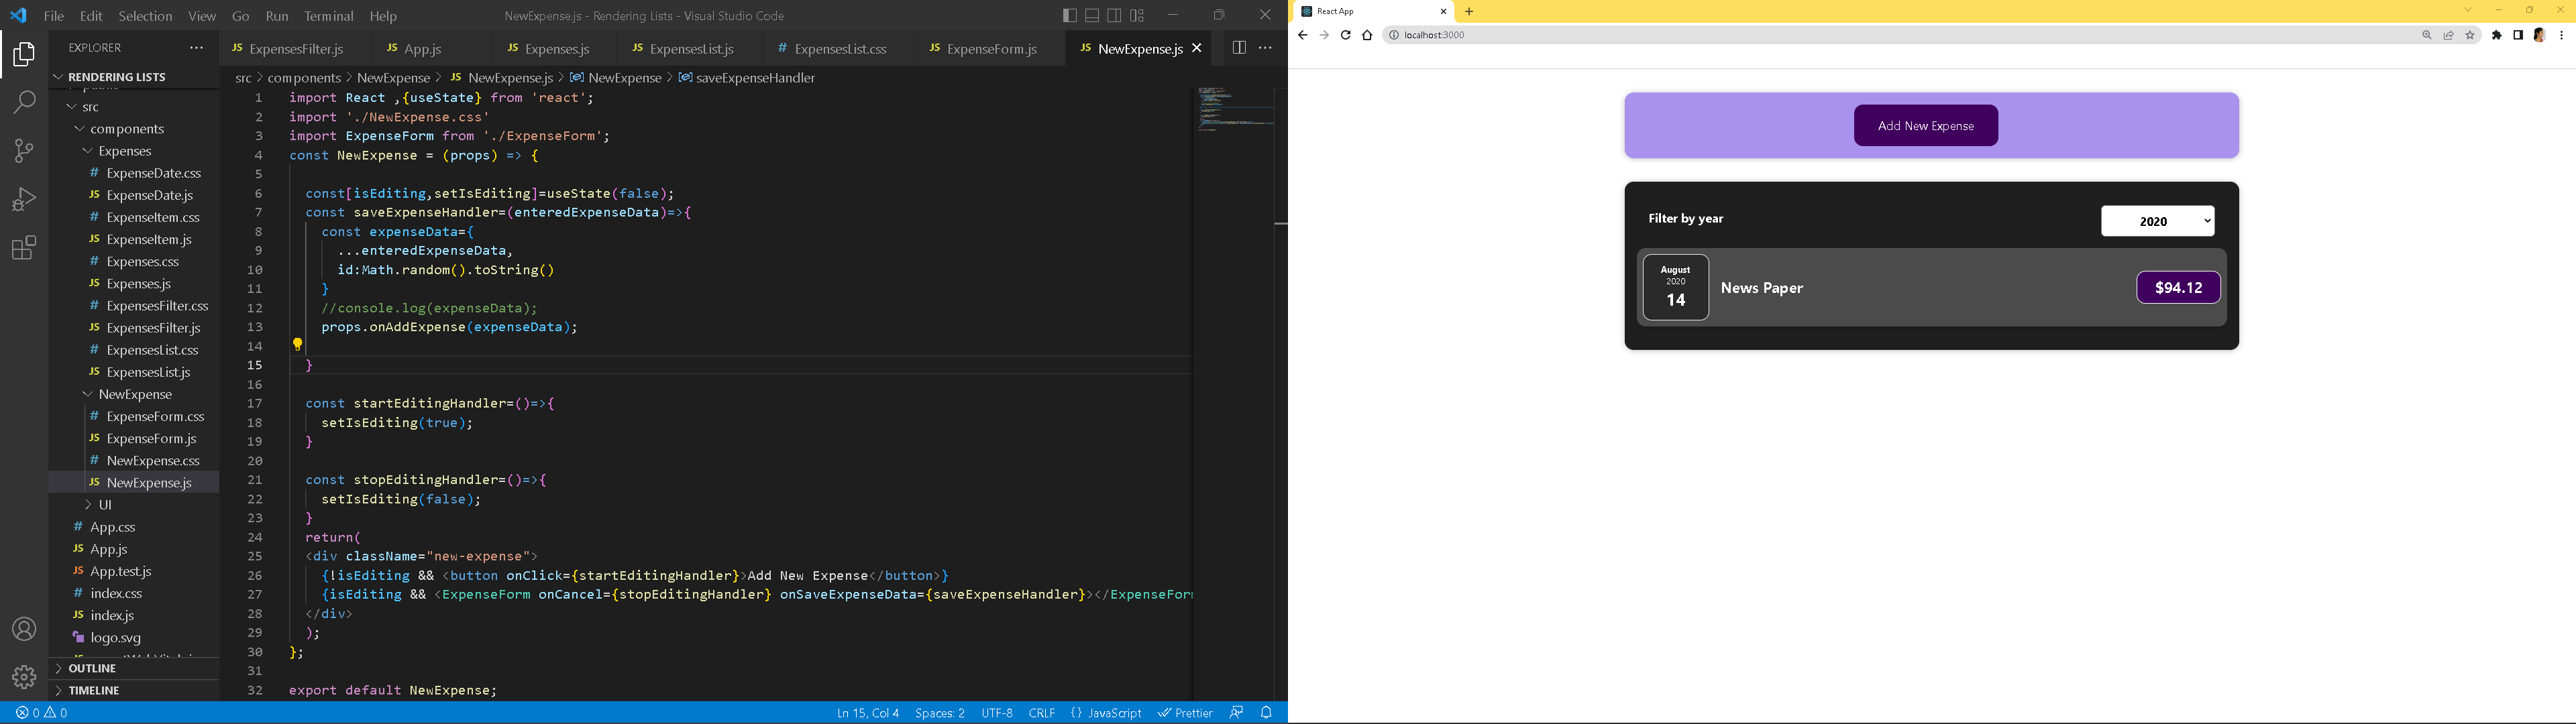 File Edit Selection View Go Run Terminal Help
NewExpense.js - Rendering Lists - Visual Studio Code
EXPLORER
RENDERING LISTS
src
components
Expenses
# ExpenseDate.css
JS ExpenseDate.js
# ExpenseItem.css
JS ExpenseItem.js
# Expenses.css
JS Expenses.js
# ExpensesFilter.css
JS ExpensesFilter.js
# ExpensesList.css
JS ExpensesList.js
NewExpense
# ExpenseForm.css
JS ExpenseForm.js
# NewExpense.css
JS NewExpense.js
UI
# App.css
JS App.js
JS App.test.js
# index.css
JS index.js
logo.svg
OUTLINE
TIMELINE
JS ExpensesFilter.js JS App.js JS Expenses.js JS ExpensesList.js # ExpensesList.css JS ExpenseForm.js JS NewExpense.js
src > components > NewExpense > JS NewExpense.js > NewExpense > saveExpenseHandler
1 import React ,{useState} from 'react';
2 import './NewExpense.css'
3 import ExpenseForm from './ExpenseForm';
4 const NewExpense = (props) => {
5
6 const[isEditing,setIsEditing]=useState(false);
7 const saveExpenseHandler=(enteredExpenseData)=>{
8 const expenseData={
9 ...enteredExpenseData,
10 id:Math.random().toString()
11 }
12 //console.log(expenseData);
13 props.onAddExpense(expenseData);
14
15 }
16
17 const startEditingHandler=()=>{
18 setIsEditing(true);
19 }
20
21 const stopEditingHandler=()=>{
22 setIsEditing(false);
23 }
24 return(
25 <div className="new-expense">
26 {!isEditing && <button onClick={startEditingHandler}>Add New Expense</button>}
27 {isEditing && <ExpenseForm onCancel={stopEditingHandler} onSaveExpenseData={saveExpenseHandler}></ExpenseForm
28 </div>
29 );
30 };
31
32 export default NewExpense;
0 0
Ln 15, Col 4 Spaces: 2 UTF-8 CRLF {} JavaScript Prettier
React App
localhost:3000
Add New Expense
Filter by year
2020
August
2020
14
News Paper
$94.12